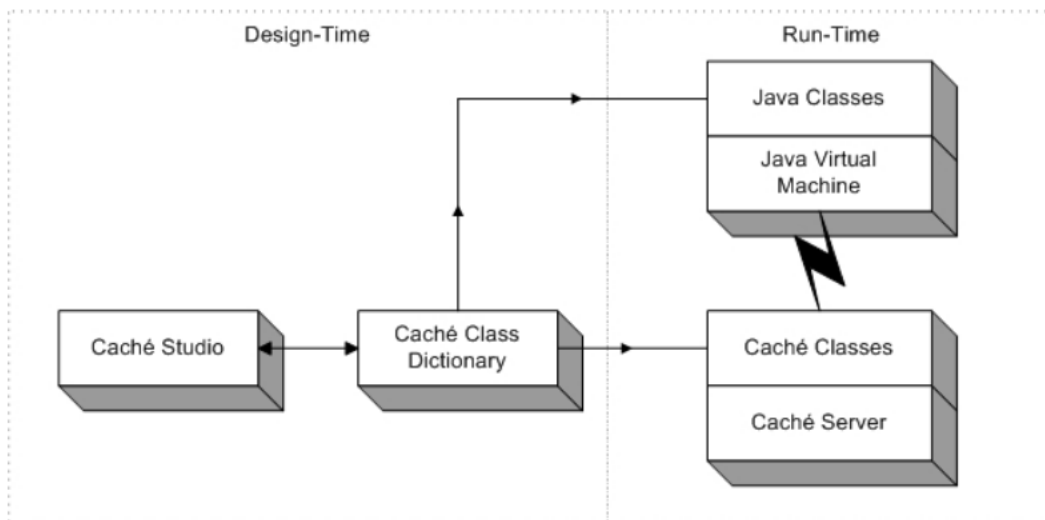 Design-Time
Run-Time
Java Classes
Java Virtual
Machine
Caché Studio
Caché Class
Dictionary
Caché Classes
Caché Server